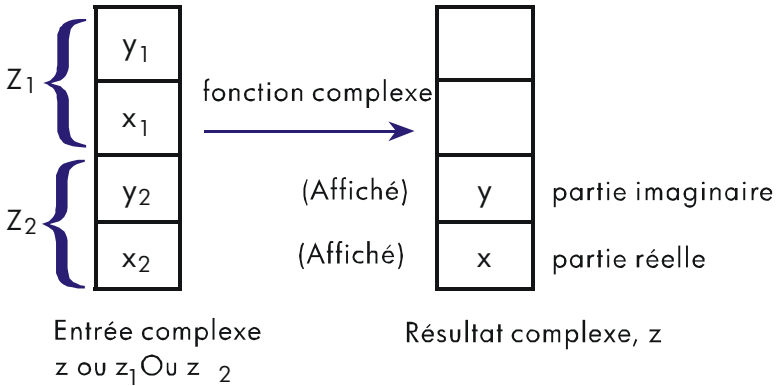 y1
Z1
x1
fonction complexe
Z2
y2
(Affiché) y partie imaginaire
x2
(Affiché) x partie réelle
Entrée complexe
z ou z1Ou z 2
Résultat complexe, z